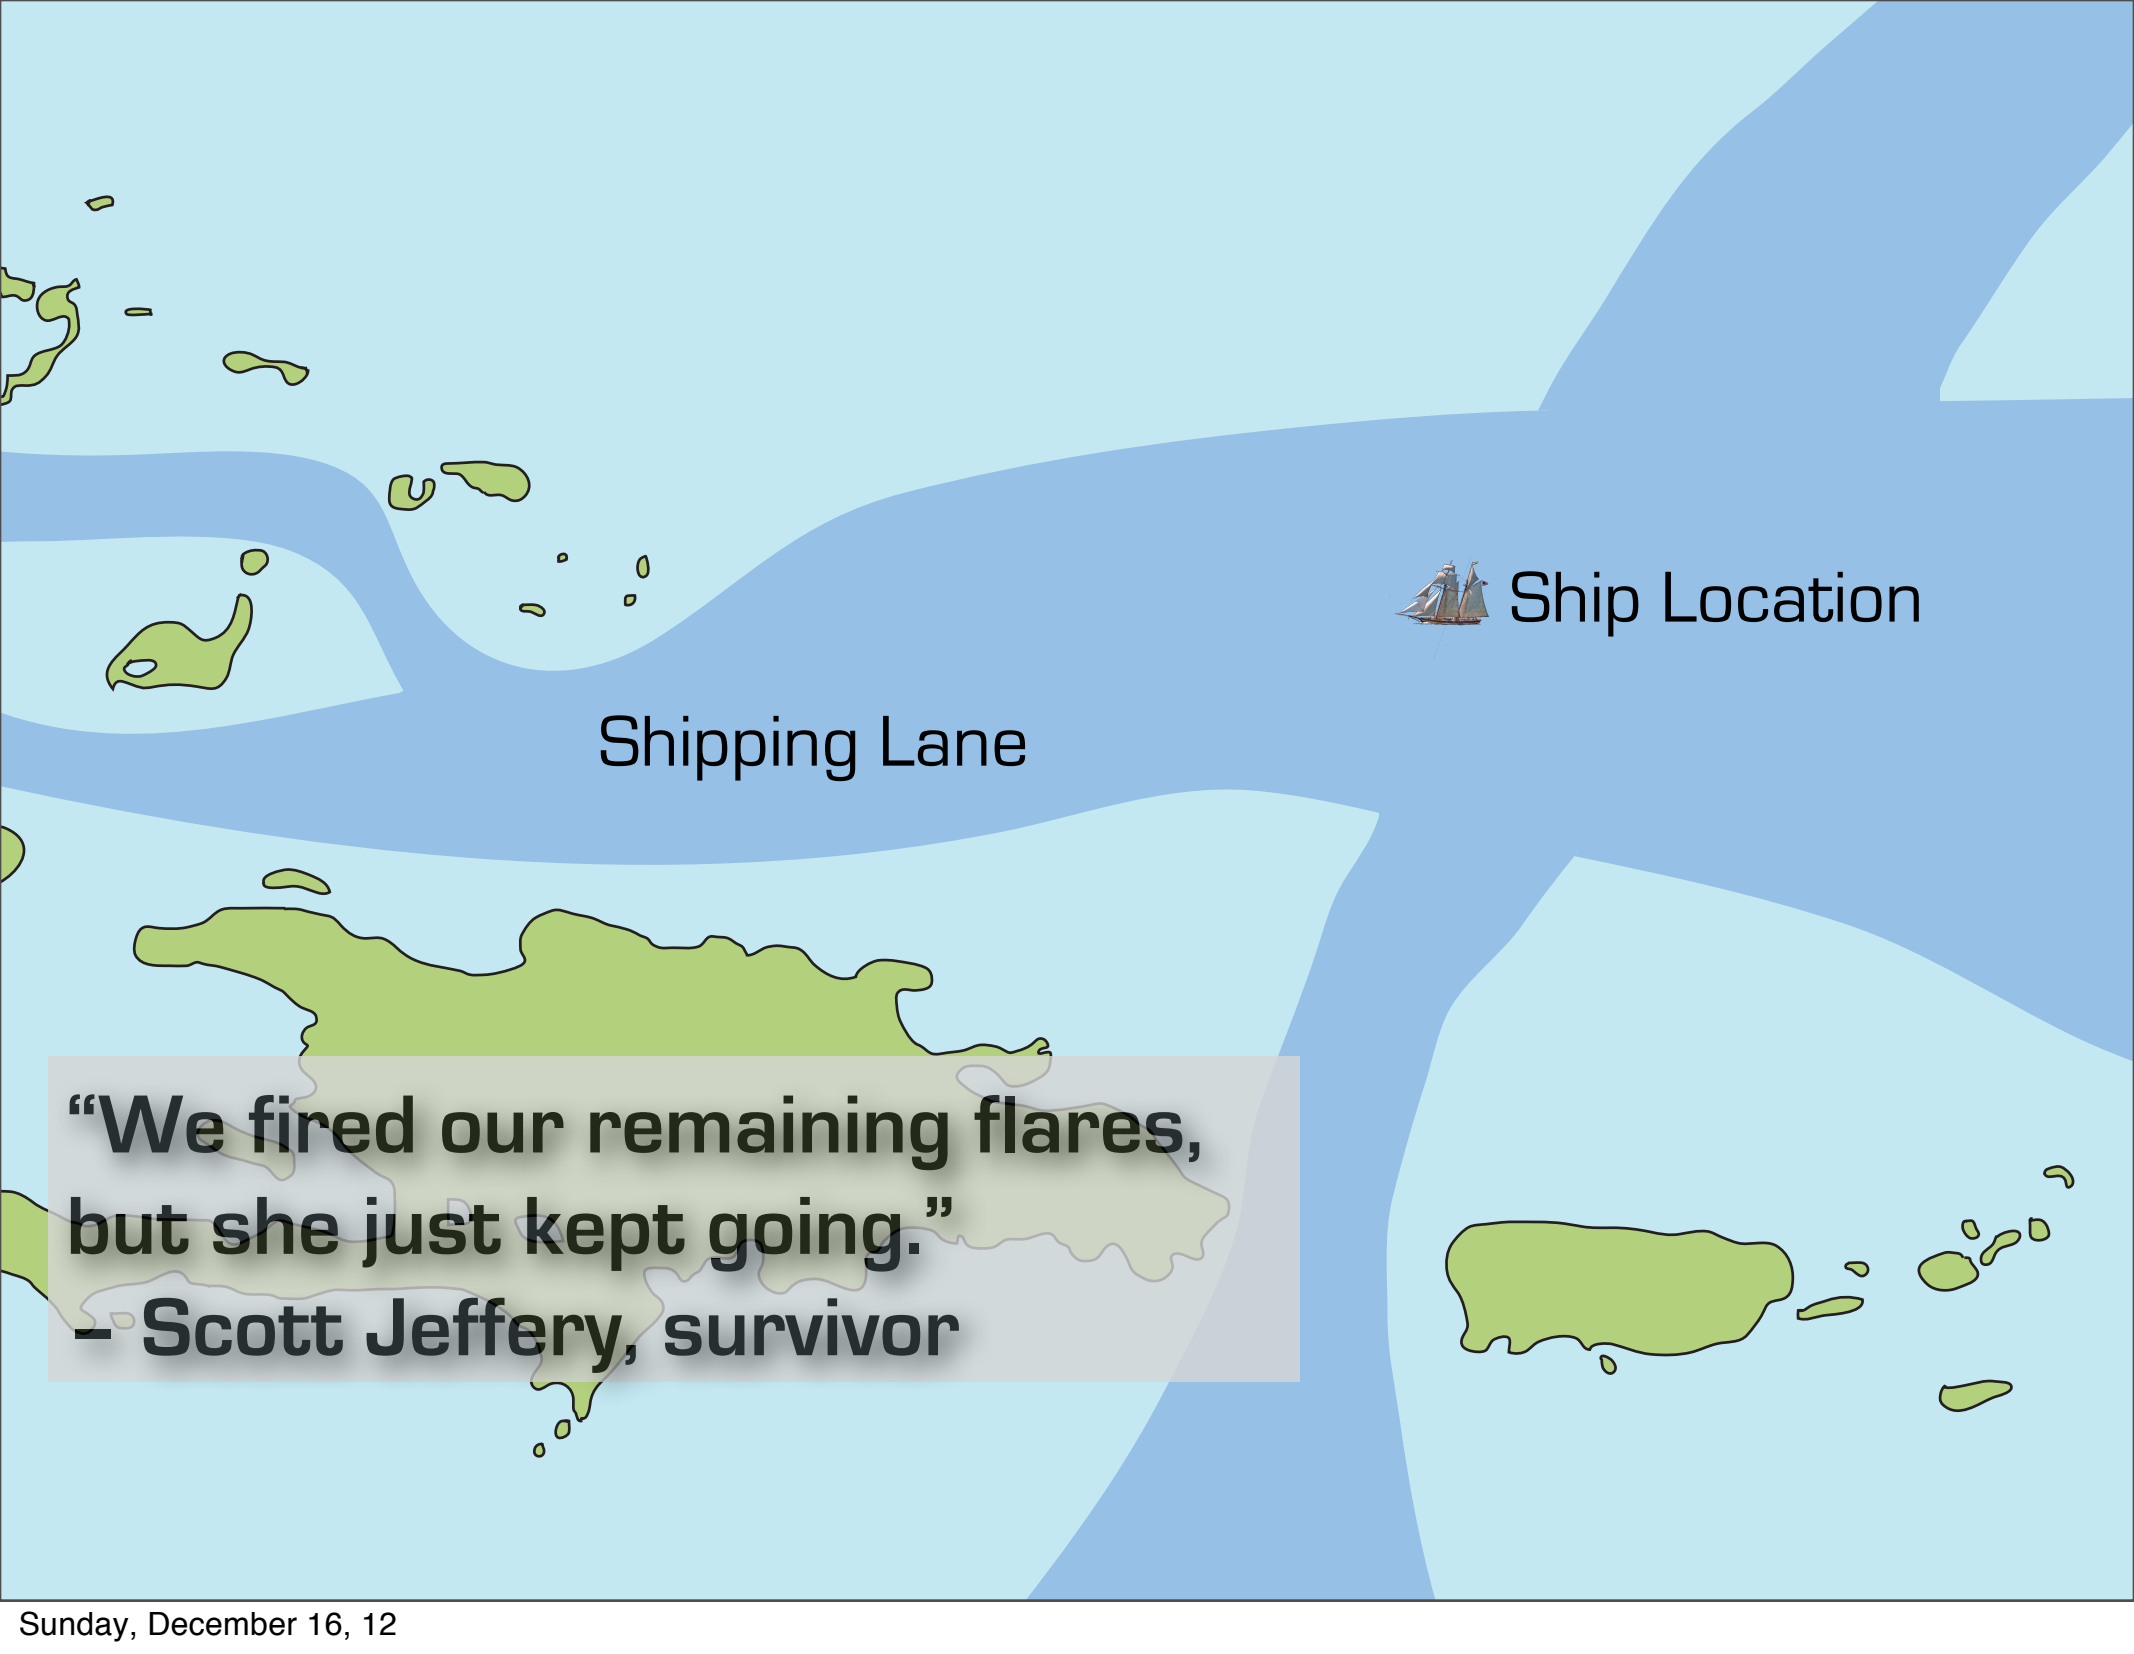 Ship Location
Shipping Lane
“We fired our remaining flares,
but she just kept going.”
– Scott Jeffery, survivor
Sunday, December 16, 12